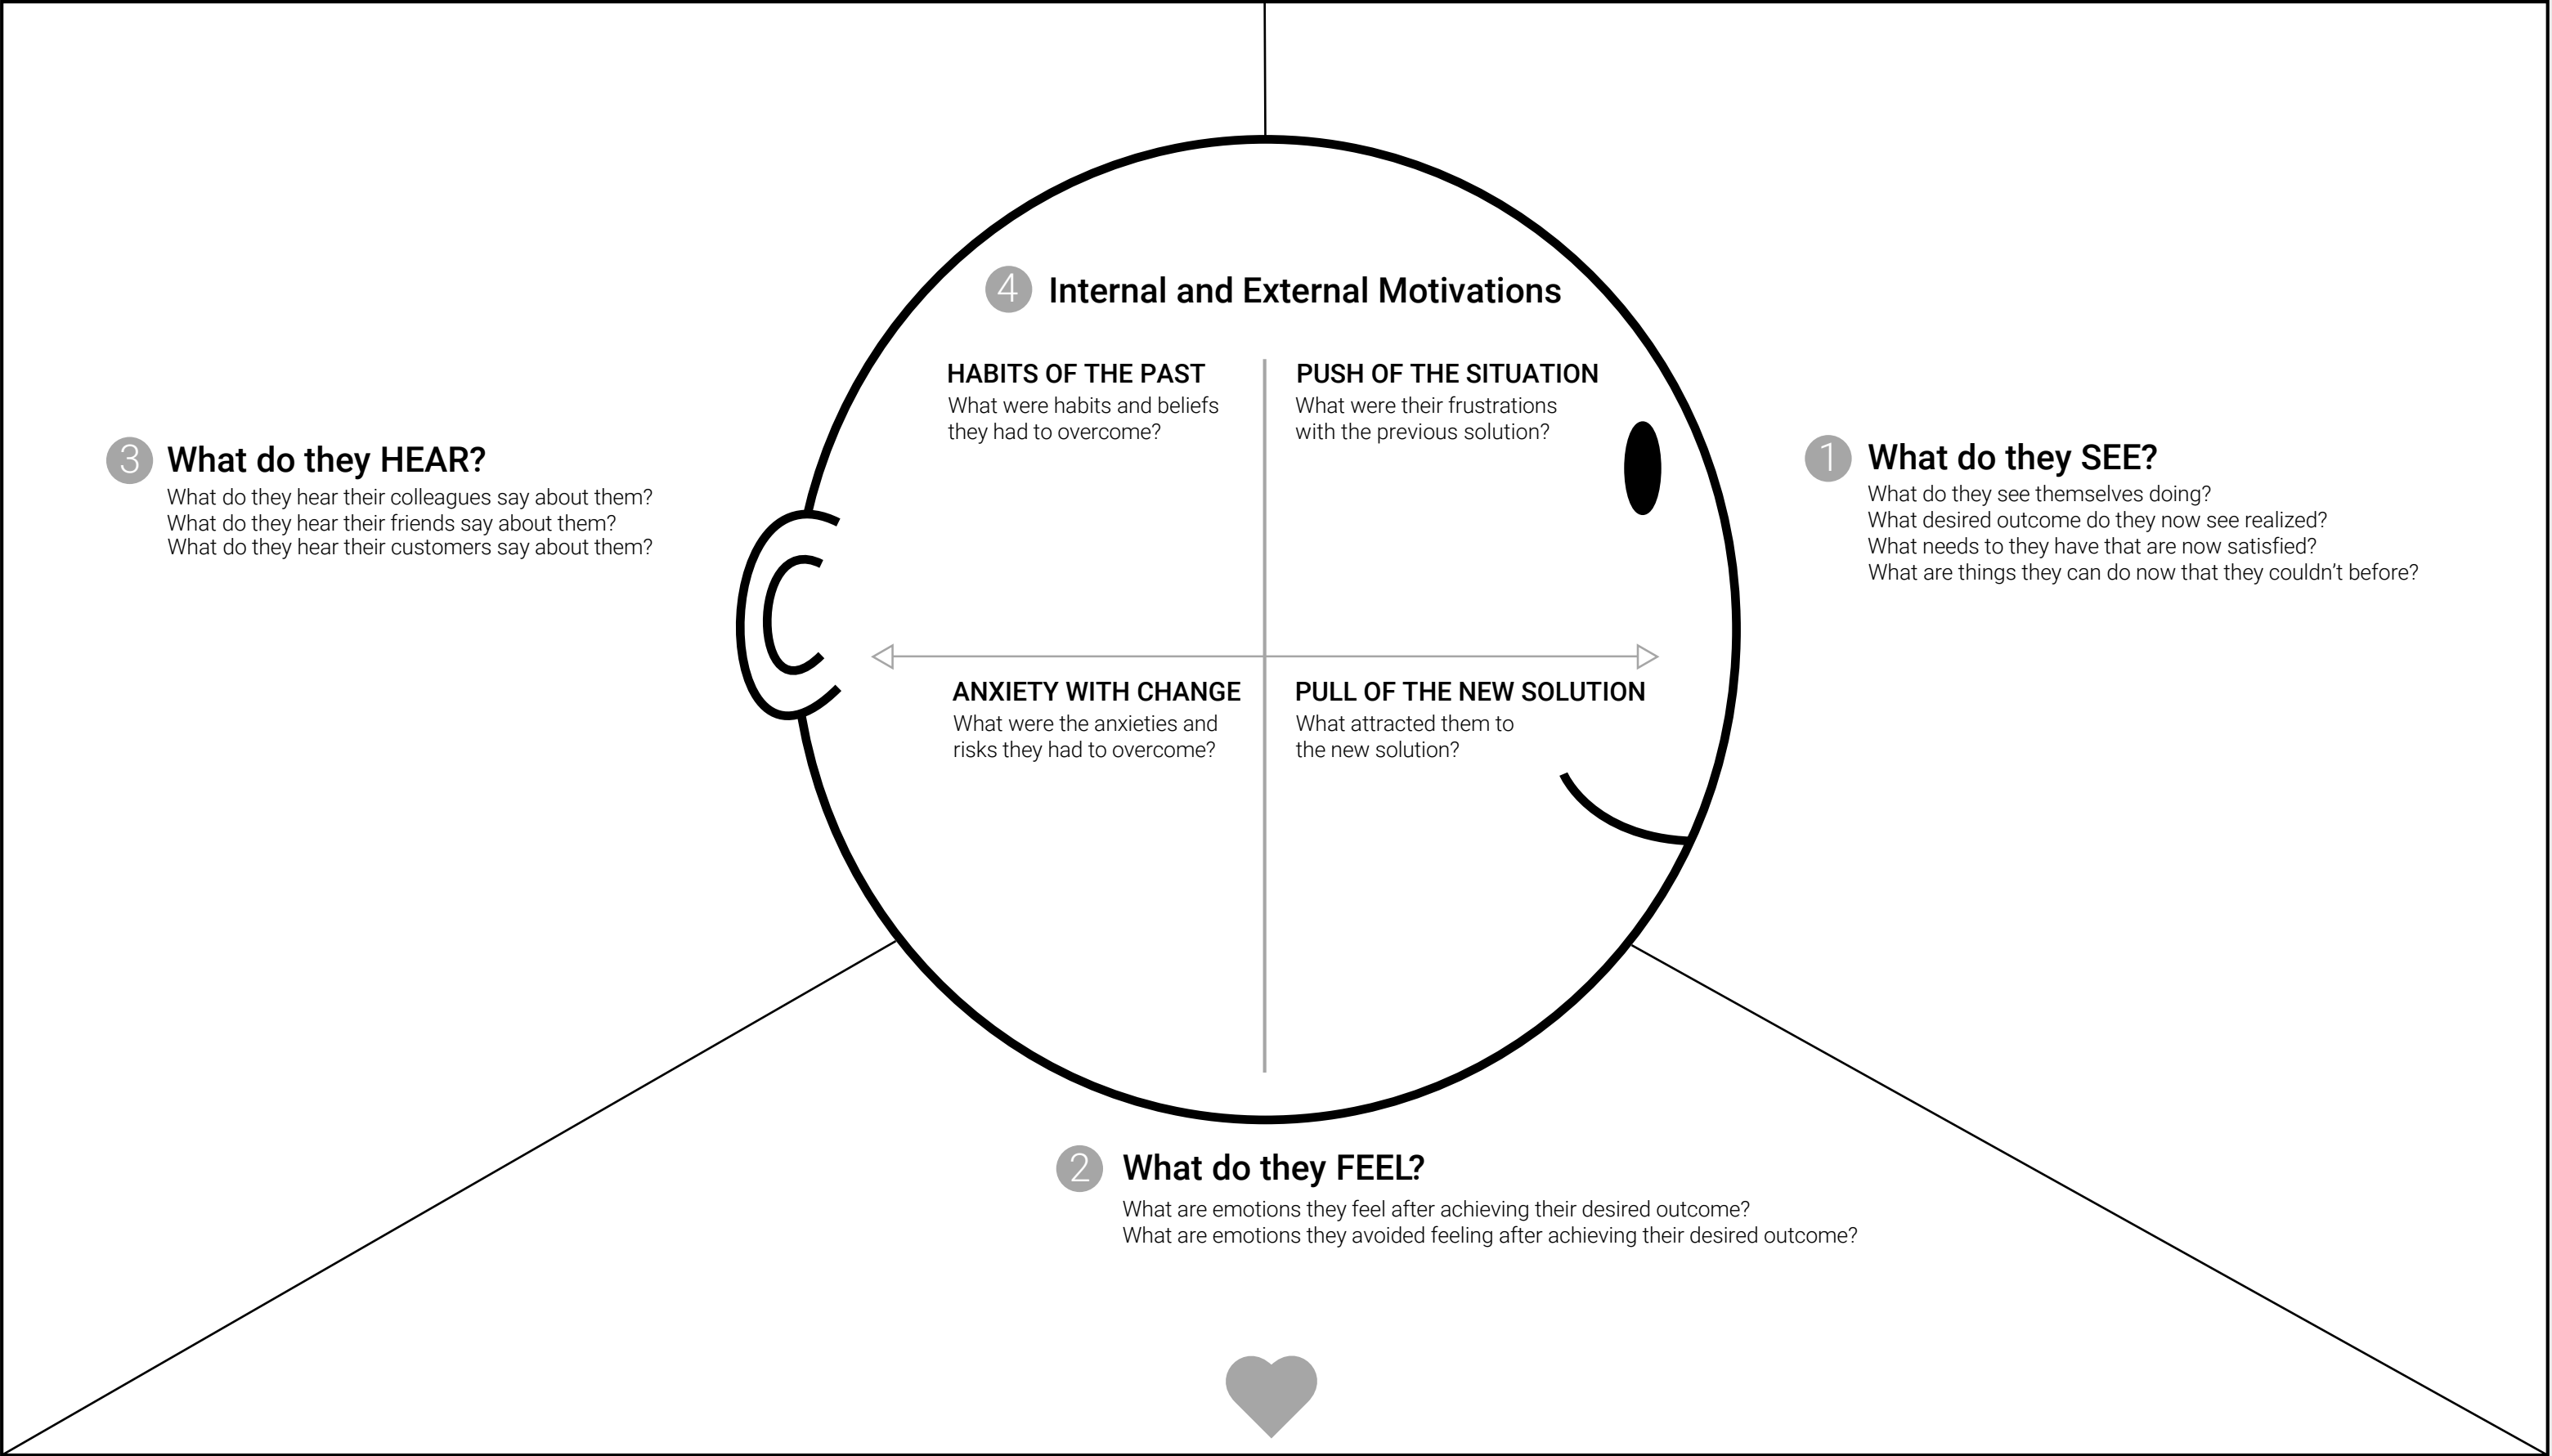 4 Internal and External Motivations
HABITS OF THE PAST
What were habits and beliefs
they had to overcome?
PUSH OF THE SITUATION
What were their frustrations
with the previous solution?
ANXIETY WITH CHANGE
What were the anxieties and
risks they had to overcome?
PULL OF THE NEW SOLUTION
What attracted them to
the new solution?
3 What do they HEAR?
What do they hear their colleagues say about them?
What do they hear their friends say about them?
What do they hear their customers say about them?
1 What do they SEE?
What do they see themselves doing?
What desired outcome do they now see realized?
What needs to they have that are now satisfied?
What are things they can do now that they couldn’t before?
2 What do they FEEL?
What are emotions they feel after achieving their desired outcome?
What are emotions they avoided feeling after achieving their desired outcome?